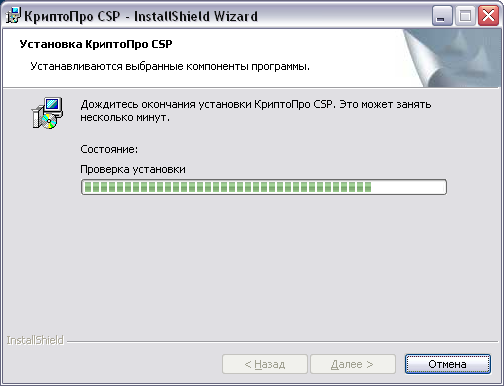 КриптоПро CSP - InstallShield Wizard
Установка КриптоПро CSP
Устанавливаются выбранные компоненты программы.
Дождитесь окончания установки КриптоПро CSP. Это может занять
несколько минут.
Состояние:
Проверка установки
InstallShield
< Назад
Далее >
Отмена